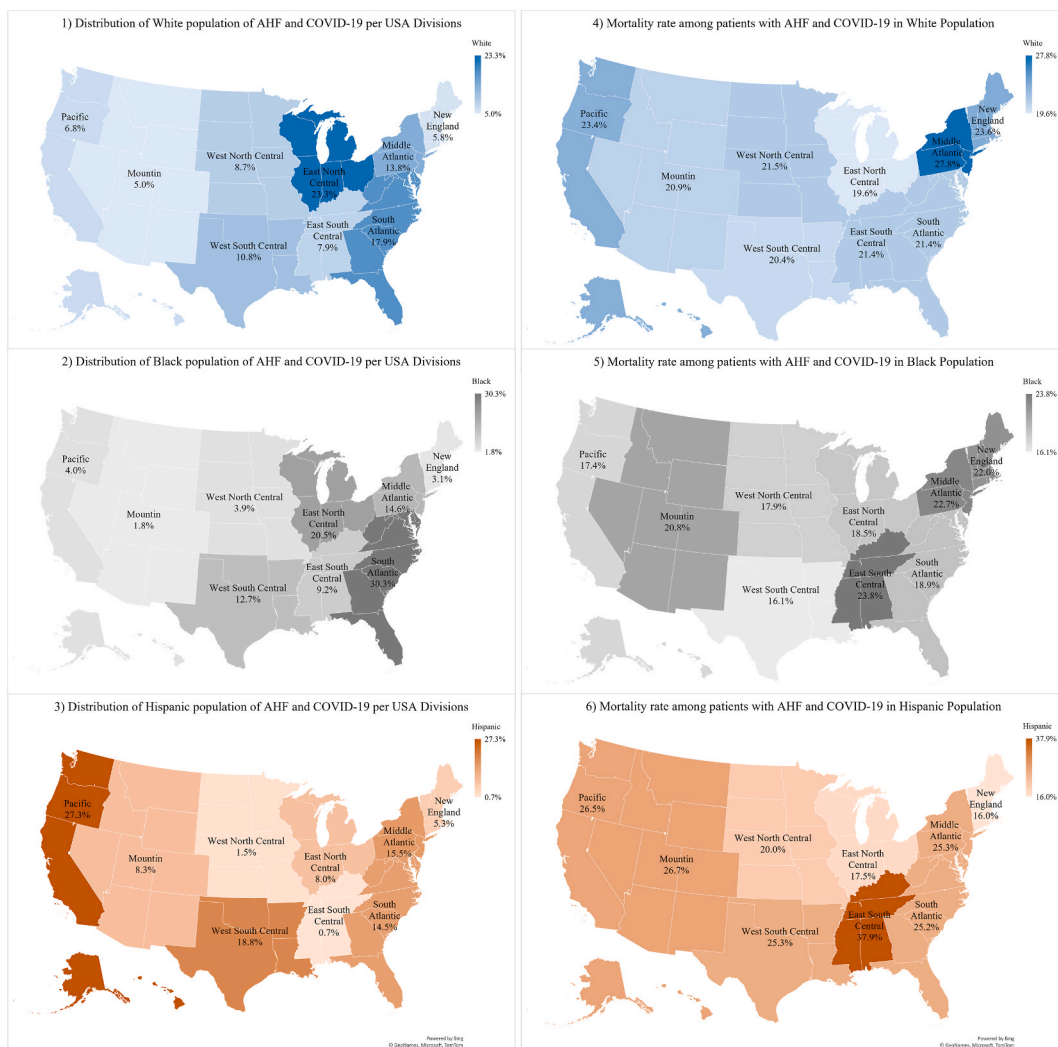 1) Distribution of White population of AHF and COVID-19 per USA Divisions
White
23.3%
5.0%
Pacific
6.8%
Mountin
5.0%
West North Central
8.7%
West South Central
10.8%
East North
Central
23.3%
East South
Central
7.9%
New
England
5.8%
Middle
Atlantic
13.8%
South
Atlantic
17.9%
4) Mortality rate among patients with AHF and COVID-19 in White Population
White
27.8%
19.6%
Pacific
23.4%
Mountin
20.9%
West North Central
21.5%
West South Central
20.4%
East North
Central
19.6%
East South
Central
21.4%
New
England
23.6%
Middle
Atlantic
27.8%
South
Atlantic
21.4%
2) Distribution of Black population of AHF and COVID-19 per USA Divisions
Black
30.3%
1.8%
Pacific
4.0%
Mountin
1.8%
West North Central
3.9%
West South Central
12.7%
East North
Central
20.5%
East South
Central
9.2%
New
England
3.1%
Middle
Atlantic
14.6%
South
Atlantic
30.3%
5) Mortality rate among patients with AHF and COVID-19 in Black Population
Black
23.8%
16.1%
Pacific
17.4%
Mountin
20.8%
West North Central
17.9%
West South Central
16.1%
East North
Central
18.5%
East South
Central
23.8%
New
England
22.0%
Middle
Atlantic
22.7%
South
Atlantic
18.9%
3) Distribution of Hispanic population of AHF and COVID-19 per USA Divisions
Hispanic
27.3%
0.7%
Pacific
27.3%
Mountin
8.3%
West North Central
1.5%
West South Central
18.8%
East North
Central
8.0%
East South
Central
0.7%
New
England
5.3%
Middle
Atlantic
15.5%
South
Atlantic
14.5%
Powered by Bing
© GeoNames, Microsoft, TomTom
6) Mortality rate among patients with AHF and COVID-19 in Hispanic Population
Hispanic
37.9%
16.0%
Pacific
26.5%
Mountin
26.7%
West North Central
20.0%
West South Central
25.3%
East North
Central
17.5%
East South
Central
37.9%
New
England
16.0%
Middle
Atlantic
25.3%
South
Atlantic
25.2%
Powered by Bing
© GeoNames, Microsoft, TomTom